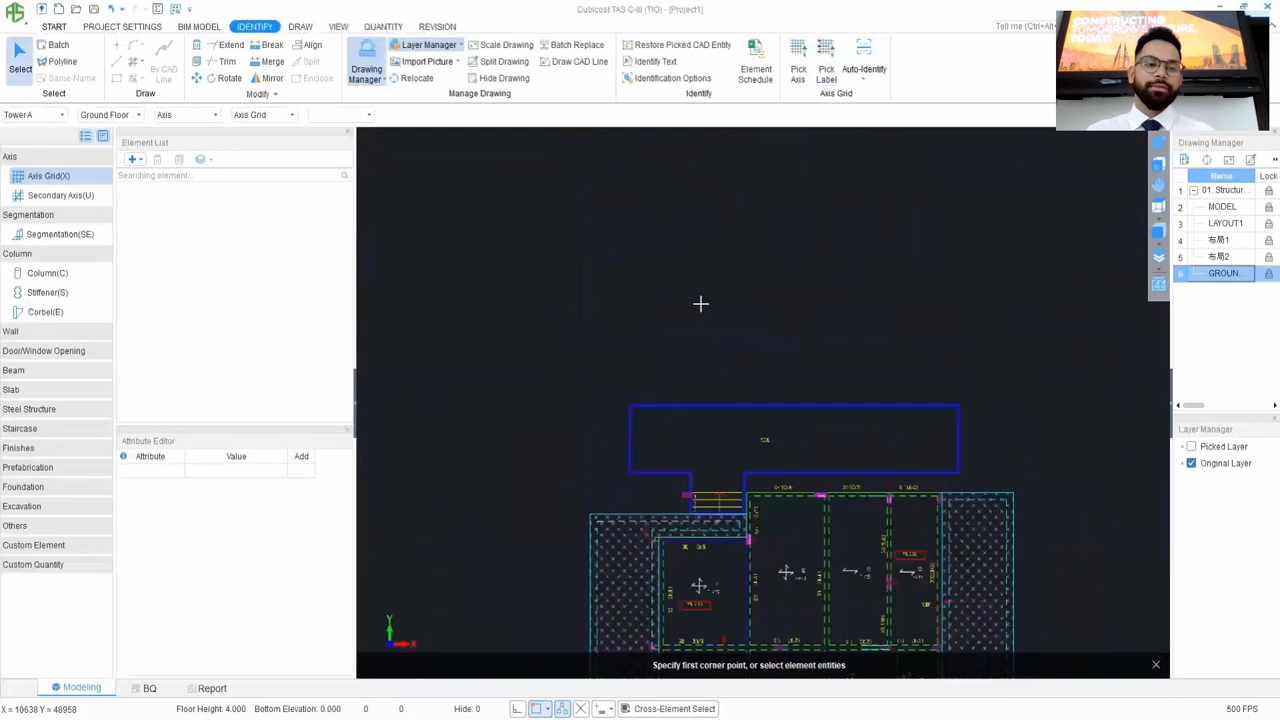 Cubicost TAS C-III (TIO) - [Project1]
START PROJECT SETTINGS BIM MODEL IDENTIFY DRAW VIEW QUANTITY REVISION
Tell me (Ctrl+Alt+
CONSTRUCTING
TOMORROW'S FUTURE,
TODAY.
Select
Batch
Polyline
Same-Name
Select
By CAD Line
Draw
Extend Break Align
Trim Merge Split
Rotate Mirror Enclose
Modify
Drawing Manager
Layer Manager
Import Picture
Relocate
Scale Drawing
Split Drawing
Hide Drawing
Batch Replace
Draw CAD Line
Manage Drawing
Restore Picked CAD Entity
Identify Text
Identification Options
Element Schedule
Identify
Pick Axis
Pick Label
Auto-Identify
Axis Grid
Tower A Ground Floor Axis Axis Grid
Axis
Axis Grid(X)
Secondary Axis(U)
Segmentation
Segmentation(SE)
Column
Column(C)
Stiffener(S)
Corbel(E)
Wall
Door/Window Opening
Beam
Slab
Steel Structure
Staircase
Finishes
Prefabrication
Foundation
Excavation
Others
Custom Element
Custom Quantity
Element List
Searching element...
Attribute Editor
Attribute Value Add
Y
X
Specify first corner point, or select element entities
Drawing Manager
Name Lock
1 01. Structur...
2 MODEL
3 LAYOUT1
4 布局1
5 布局2
6 GROUN...
Layer Manager
Picked Layer
Original Layer
Modeling BQ Report
X = 10638 Y = 48958 Floor Height: 4.000 Bottom Elevation: 0.000 0 0 Hide: 0 Cross-Element Select 500 FPS